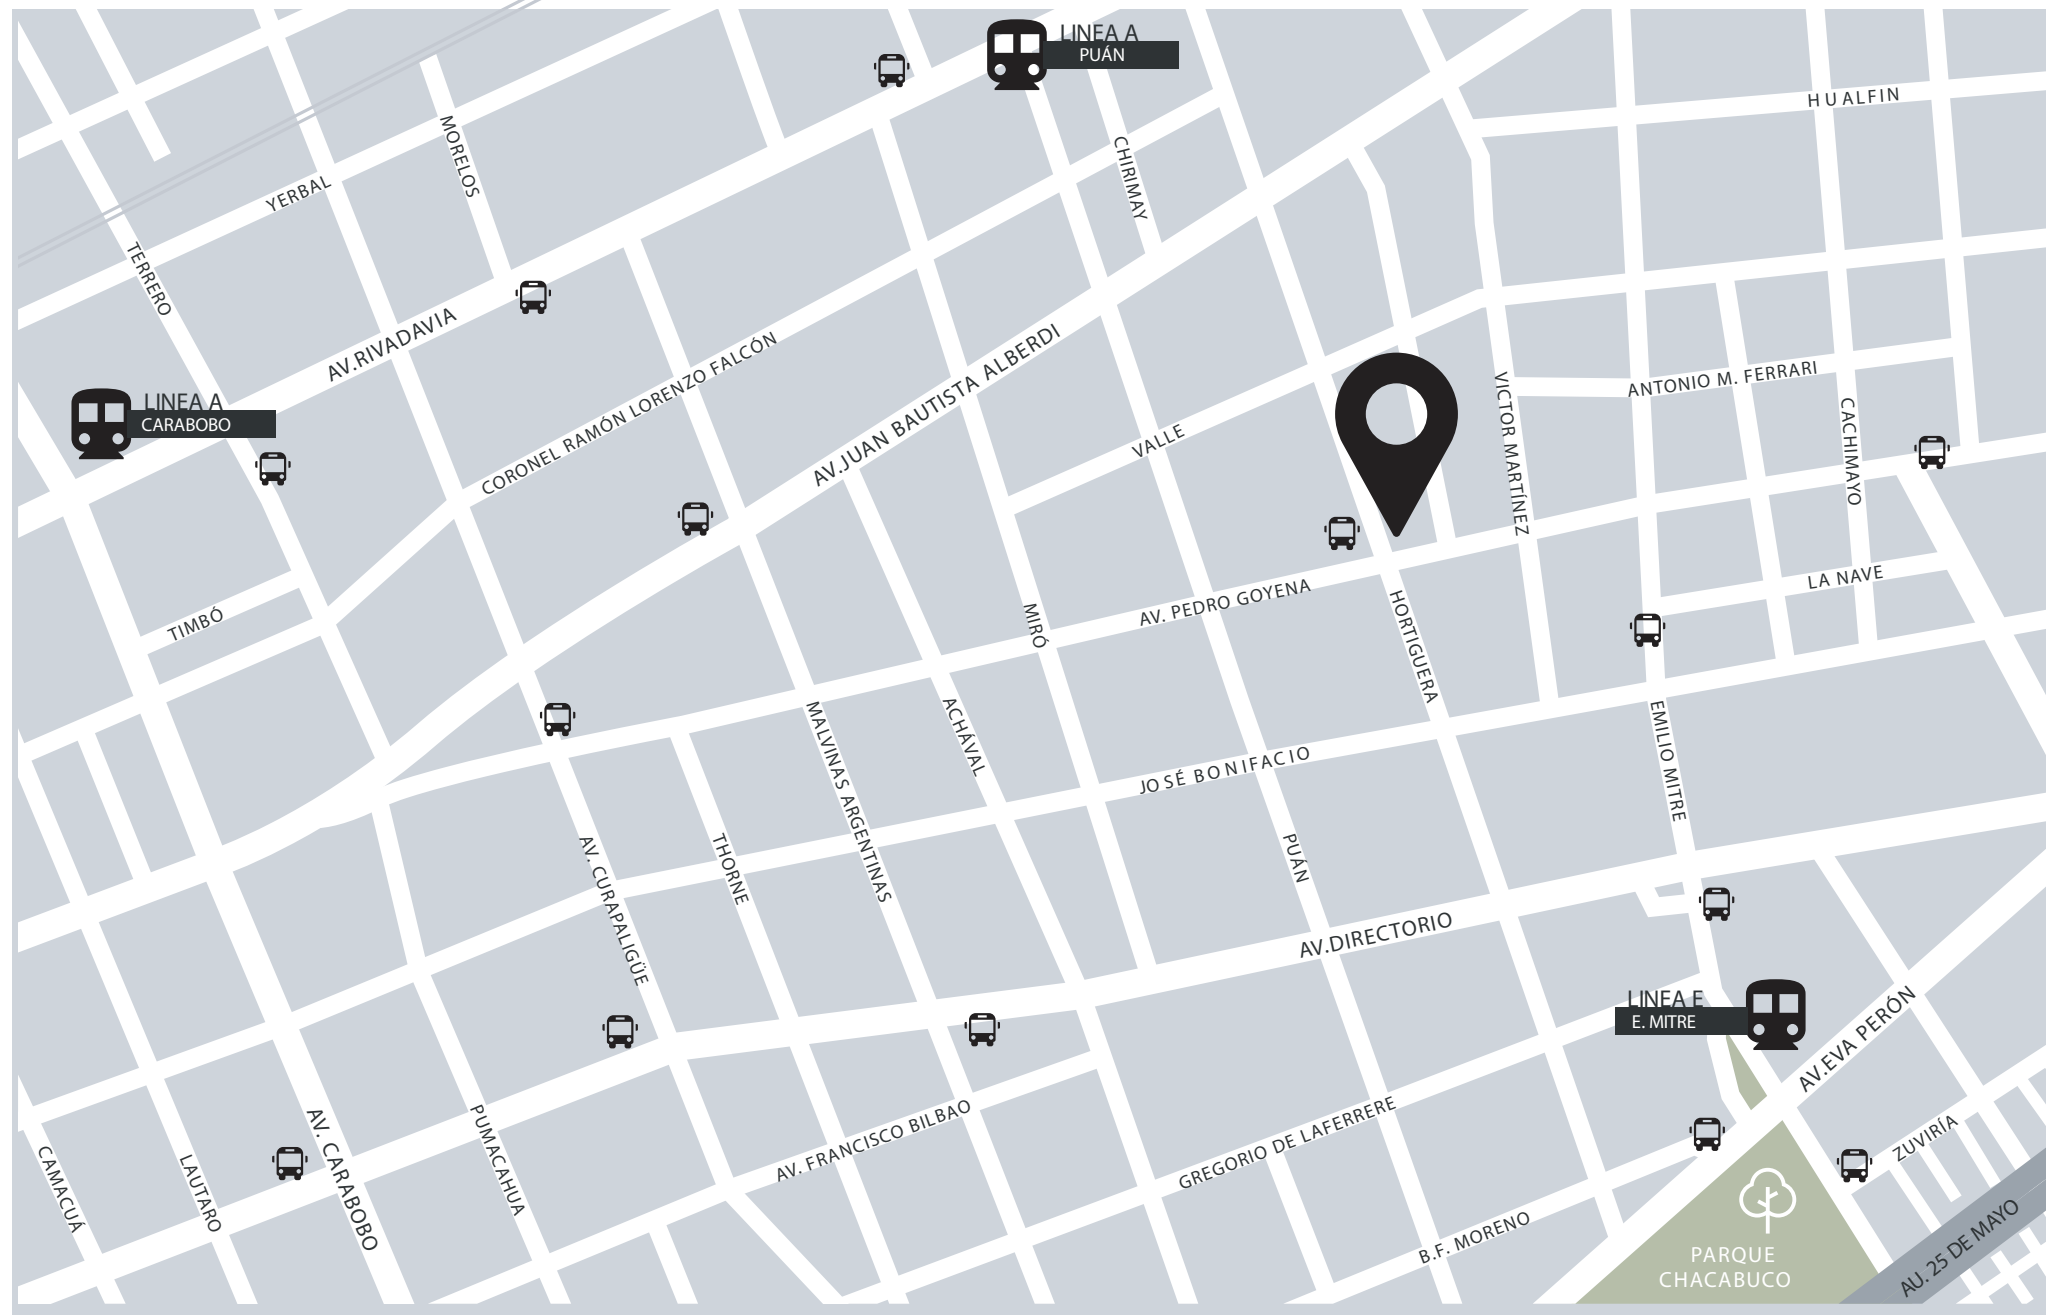 LINEA A
PUÁN
HUALFIN
MORELOS
CHIRIMAY
YERBAL
TERRERO
AV.RIVADAVIA
CORONEL RAMÓN LORENZO FALCÓN
AV.JUAN BAUTISTA ALBERDI
ANTONIO M. FERRARI
VICTOR MARTÍNEZ
CACHIMAYO
LINEA A
CARABOBO
VALLE
TIMBÓ
MIRÓ
AV. PEDRO GOYENA
HORTIGUERA
LA NAVE
MALVINAS ARGENTINAS
ACHÁVAL
EMILIO MITRE
JOSÉ BONIFACIO
AV. CURAPALIGÜE
THORNE
PUÁN
AV.DIRECTORIO
LINEA E
E. MITRE
AV.EVA PERÓN
CAMACUÁ
LAUTARO
AV. CARABOBO
PUMACAHUA
AV. FRANCISCO BILBAO
GREGORIO DE LAFERRERE
ZUVIRÍA
B.F. MORENO
PARQUE
CHACABUCO
AU. 25 DE MAYO